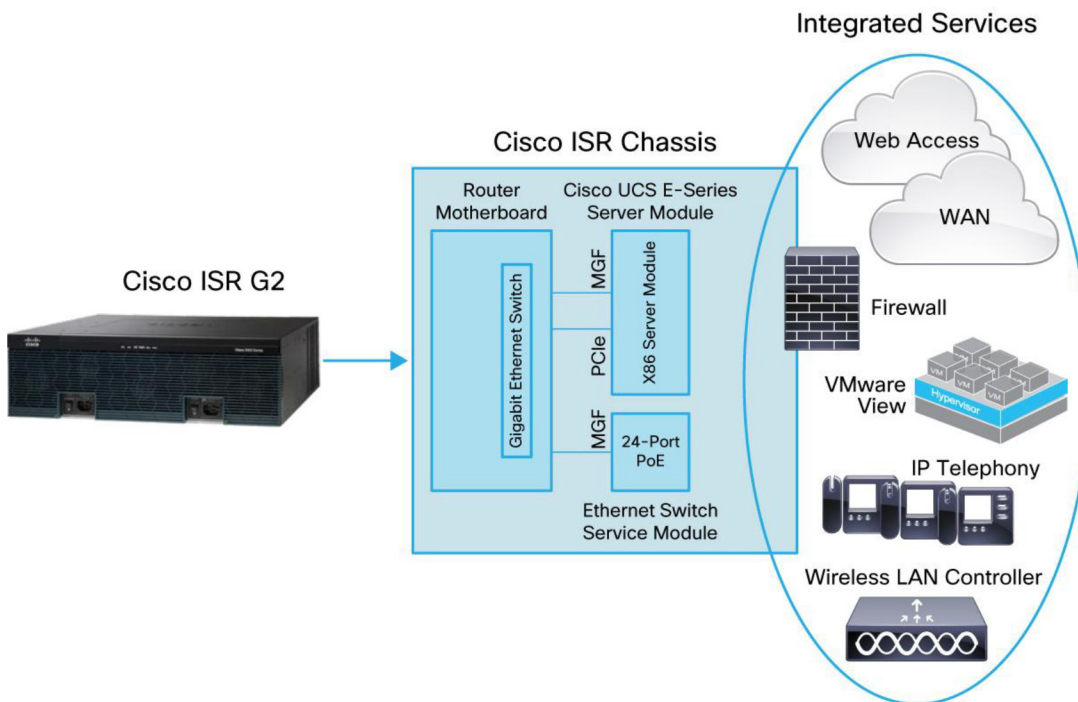 Integrated Services
Web Access
WAN
Firewall
VMware
View
VM
VM
VM
Hypervisor
IP Telephony
Wireless LAN Controller
Cisco ISR Chassis
Router
Motherboard
Cisco UCS E-Series
Server Module
Gigabit Ethernet Switch
MGF
PCIe
X86 Server Module
MGF
24-Port
PoE
Ethernet Switch
Service Module
Cisco ISR G2
CISCO